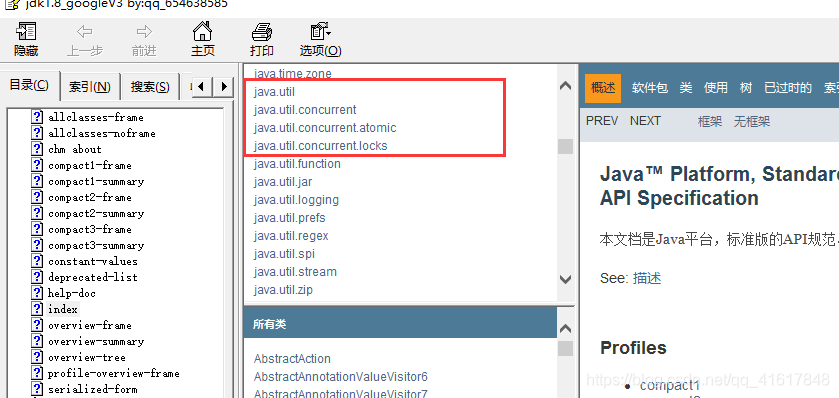 jdk1.8_googleV3 by:qq_654638585
隐藏 上一步 前进 主页 打印 选项(O)
目录(C) 索引(N) 搜索(S)
allclasses-frame
allclasses-noframe
chm about
compact1-frame
compact1-summary
compact2-frame
compact2-summary
compact3-frame
compact3-summary
constant-values
deprecated-list
help-doc
index
overview-frame
overview-summary
overview-tree
profile-overview-frame
serialized-form
java.time.zone
java.util
java.util.concurrent
java.util.concurrent.atomic
java.util.concurrent.locks
java.util.function
java.util.jar
java.util.logging
java.util.prefs
java.util.regex
java.util.spi
java.util.stream
java.util.zip
所有类
AbstractAction
AbstractAnnotationValueVisitor6
AbstractAnnotationValueVisitor7
概述 软件包 类 使用 树 已过时的 索引
PREV NEXT 框架 无框架
Java™ Platform, Standard
API Specification
本文档是Java平台，标准版的API规范
See: 描述
Profiles
compact1
https://blog.csdn.net/qq_41617848